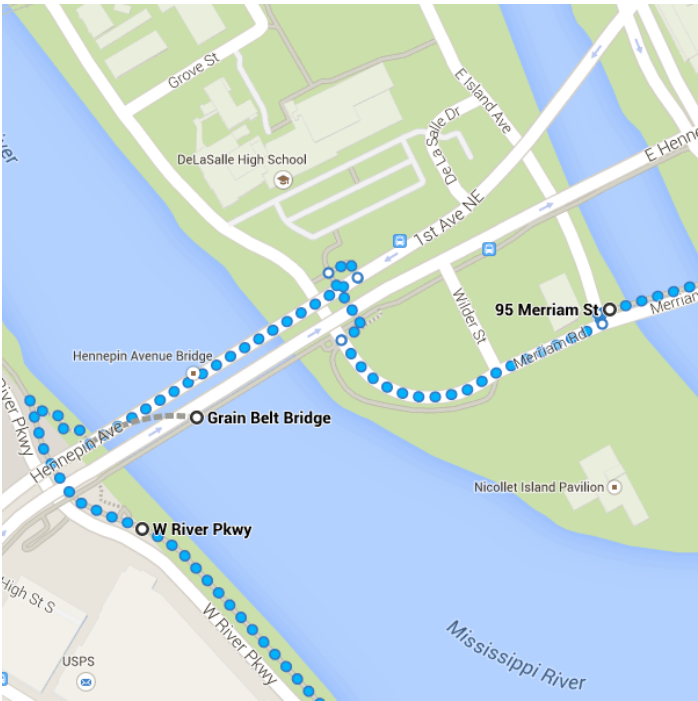 Grove St
E Island Ave
De La Salle Dr
DeLaSalle High School
E Henne
1st Ave NE
Wilder St
95 Merriam St
Merriam
Merriam Rd
Hennepin Avenue Bridge
River Pkwy
Grain Belt Bridge
Hennepin Ave
Nicollet Island Pavilion
W River Pkwy
High St S
W River Pkwy
Mississippi River
USPS